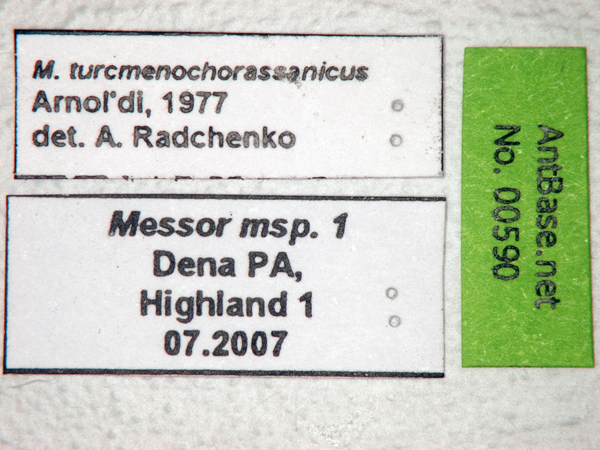 M. turcmenochorassanicus
Arnol'di, 1977
det. A. Radchenko
Messor msp. 1
Dena PA,
Highland 1
07.2007
AntBase.net
No. 00590